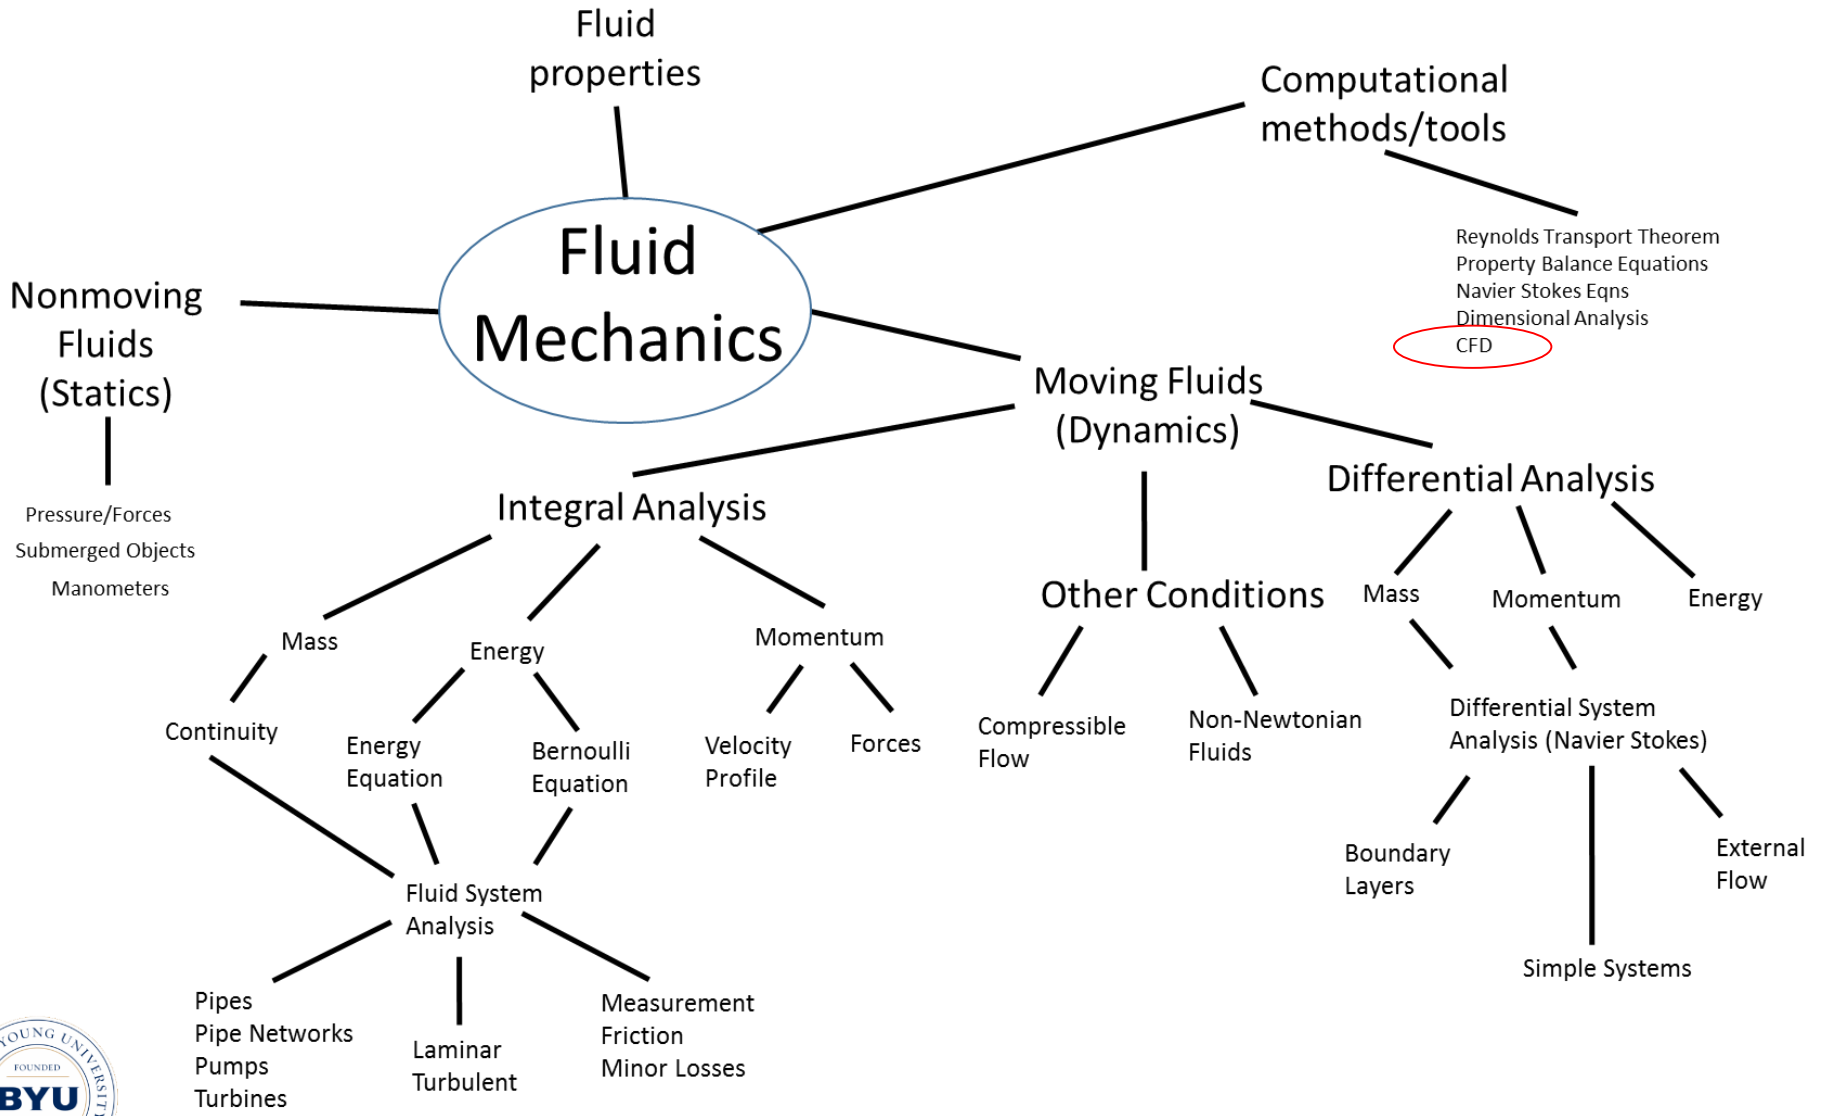 Fluid
properties
Computational
methods/tools
Fluid
Mechanics
Reynolds Transport Theorem
Property Balance Equations
Navier Stokes Eqns
Dimensional Analysis
CFD
Nonmoving
Fluids
(Statics)
Pressure/Forces
Submerged Objects
Manometers
Moving Fluids
(Dynamics)
Integral Analysis
Mass
Energy
Momentum
Continuity
Energy
Equation
Bernoulli
Equation
Velocity
Profile
Forces
Fluid System
Analysis
Pipes
Pipe Networks
Pumps
Turbines
Laminar
Turbulent
Measurement
Friction
Minor Losses
Other Conditions
Compressible
Flow
Non-Newtonian
Fluids
Differential Analysis
Mass
Momentum
Energy
Differential System
Analysis (Navier Stokes)
Boundary
Layers
Simple Systems
External
Flow
YOUNG UNIVERSIT
FOUNDED
BYU